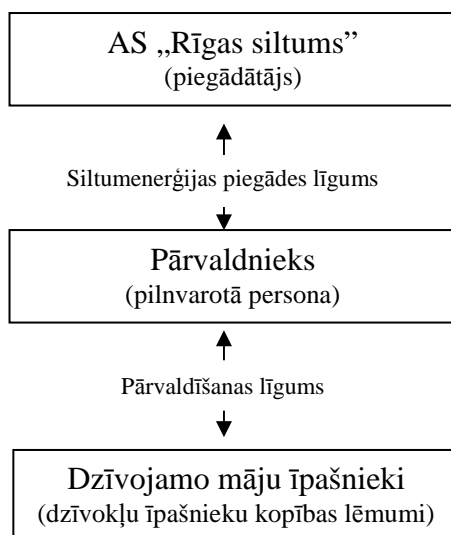 AS „Rīgas siltums”
(piegādātājs)
Siltumenerģijas piegādes līgums
Pārvaldnieks
(pilnvarotā persona)
Pārvaldīšanas līgums
Dzīvojamo māju īpašnieki
(dzīvokļu īpašnieku kopības lēmumi)